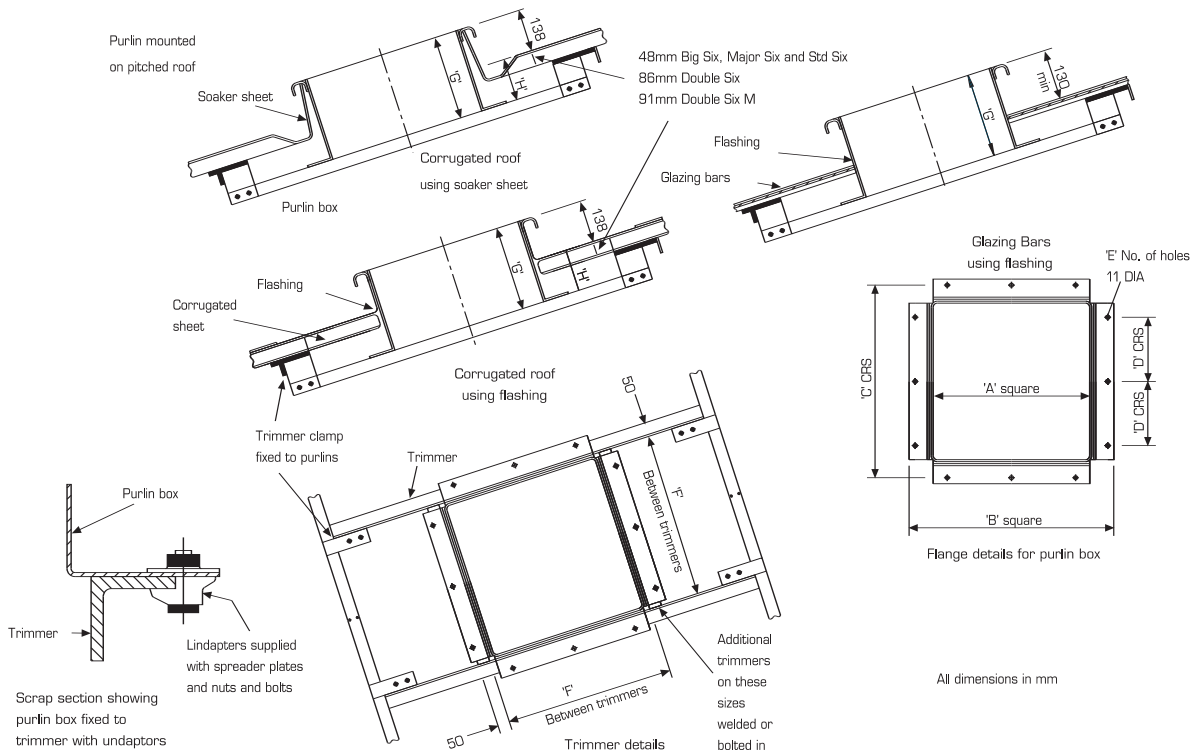 Purlin mounted
on pitched roof
Soaker sheet
138
'G'
'H'
Corrugated roof
using soaker sheet
Purlin box
48mm Big Six, Major Six and Std Six
86mm Double Six
91mm Double Six M
130
min
'G'
Flashing
Glazing bars
Glazing Bars
using flashing
138
'G'
'H'
Flashing
Corrugated
sheet
Corrugated roof
using flashing
'E' No. of holes
11 DIA
'C' CRS
'A' square
'D' CRS
'D' CRS
'B' square
Flange details for purlin box
Trimmer clamp
fixed to purlins
Trimmer
50
'F'
Between trimmers
'F'
Between trimmers
50
Trimmer details
Additional
trimmers
on these
sizes
welded or
bolted in
Purlin box
Trimmer
Lindapters supplied
with spreader plates
and nuts and bolts
Scrap section showing
purlin box fixed to
trimmer with undaptors
All dimensions in mm